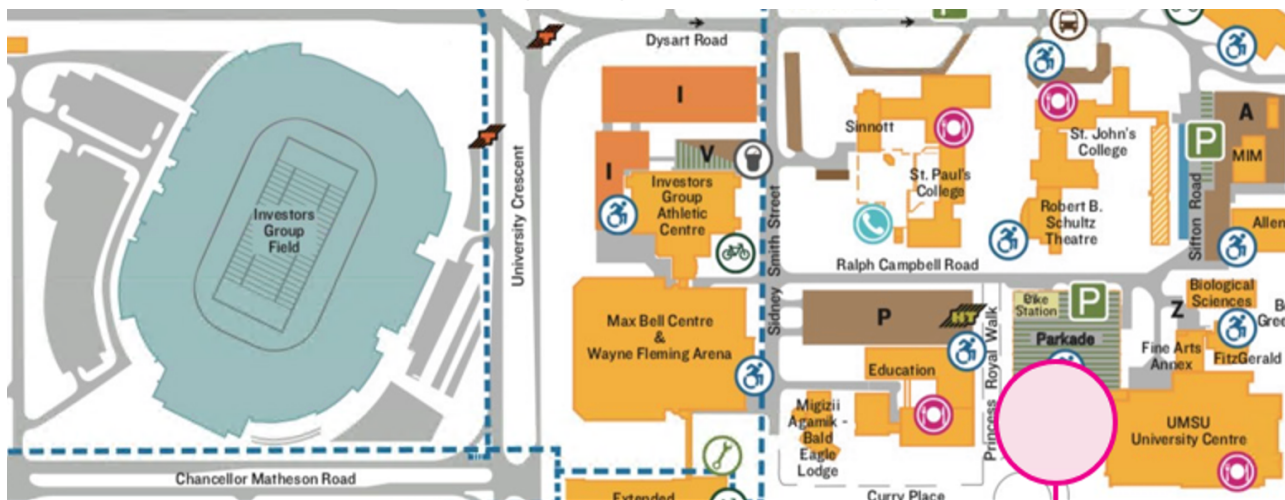 Dysart Road
I
Sinnott
St. John's
College
A
MIM
V
I
Investors
Group
Athletic
Centre
St. Paul's
College
Investors
Group
Field
University Crescent
Sidney Smith Street
Robert B.
Schultz
Theatre
P
Sifton Road
Allen
Ralph Campbell Road
Biological
Sciences
Max Bell Centre
&
Wayne Fleming Arena
P
HT
Princess Royal Walk
Station
P
Parkade
Z
Fine Arts
Annex
FitzGerald
Education
Migizii
Agamik -
Bald
Eagle
Lodge
UMSU
University Centre
Chancellor Matheson Road
Extended
Curry Place